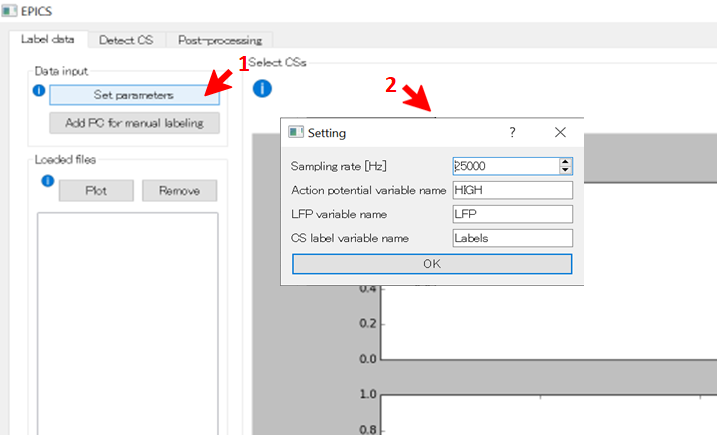 EPICS
Label data
Detect CS
Post-processing
Data input
1
Set parameters
Add PC for manual labeling
Loaded files
Plot
Remove
Select CSs
2
Setting
?
Sampling rate [Hz]
25000
Action potential variable name
HIGH
LFP variable name
LFP
CS label variable name
Labels
OK
0.4
0.2
0.0
1.0
0.8